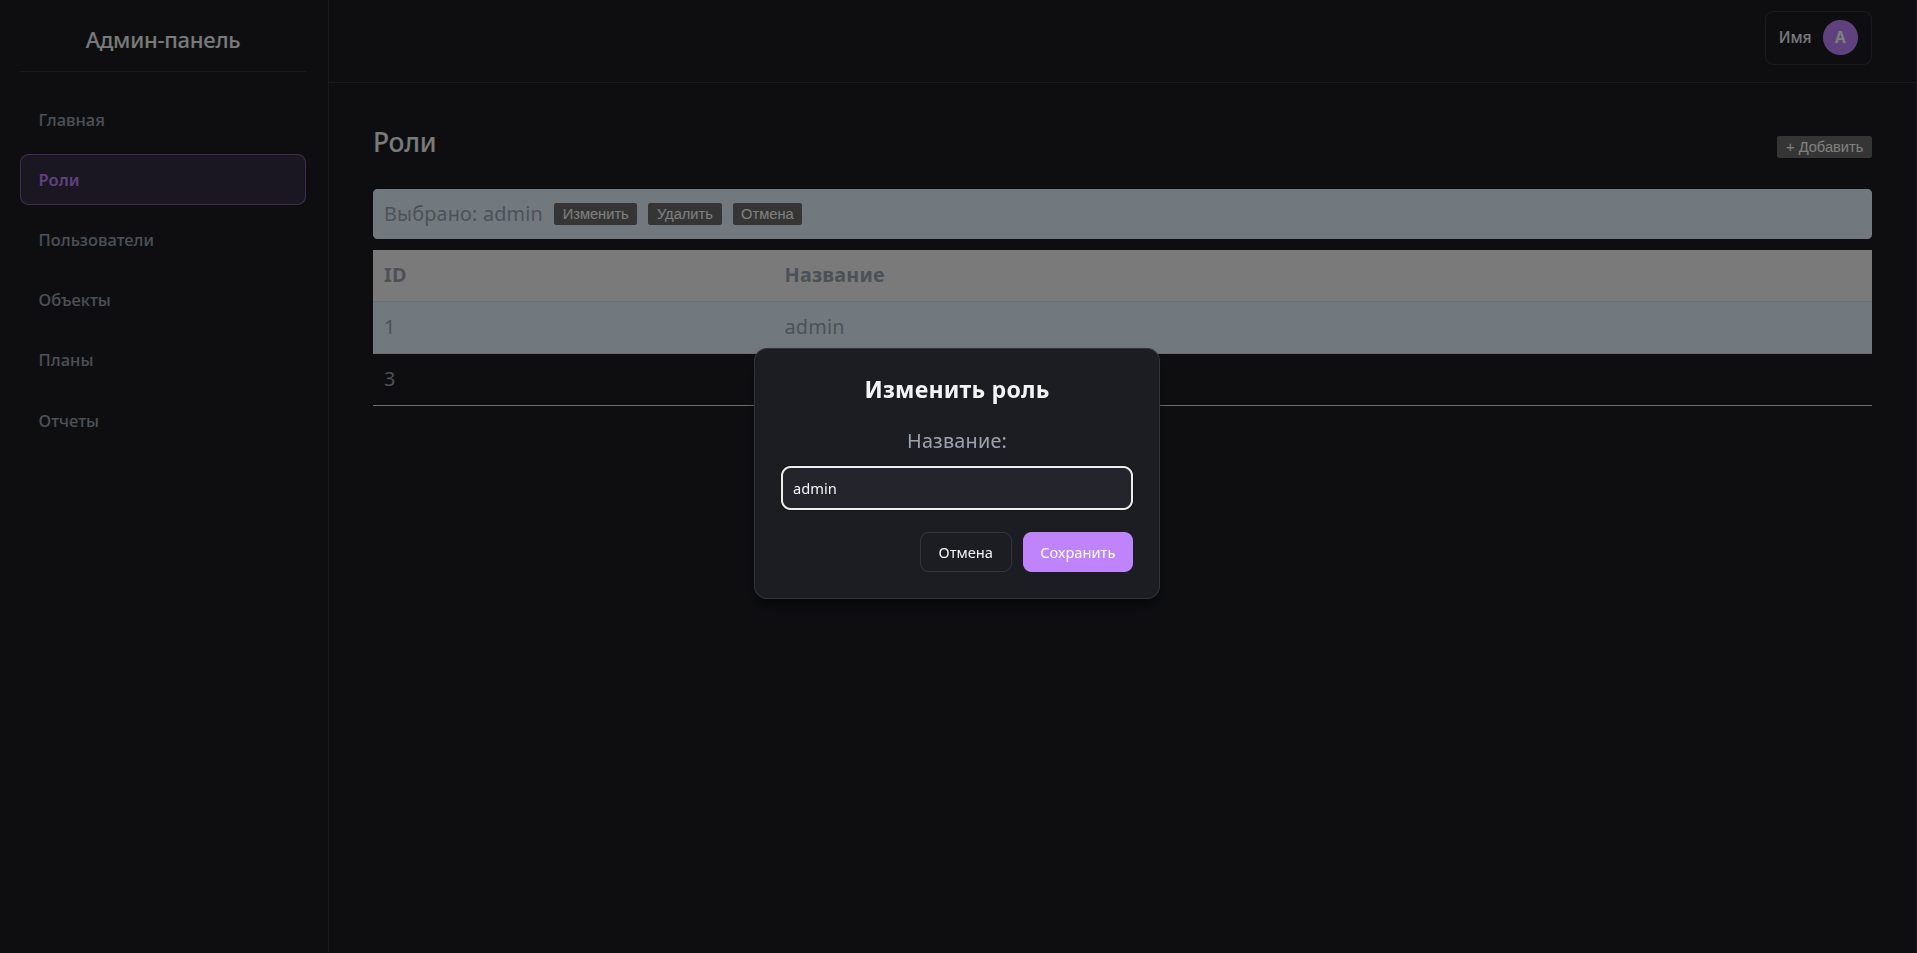 Админ-панель
Имя A
Главная
Роли
Пользователи
Объекты
Планы
Отчеты
Роли
+ Добавить
Выбрано: admin Изменить Удалить Отмена
ID Название
1 admin
3
Изменить роль
Название:
admin
Отмена Сохранить